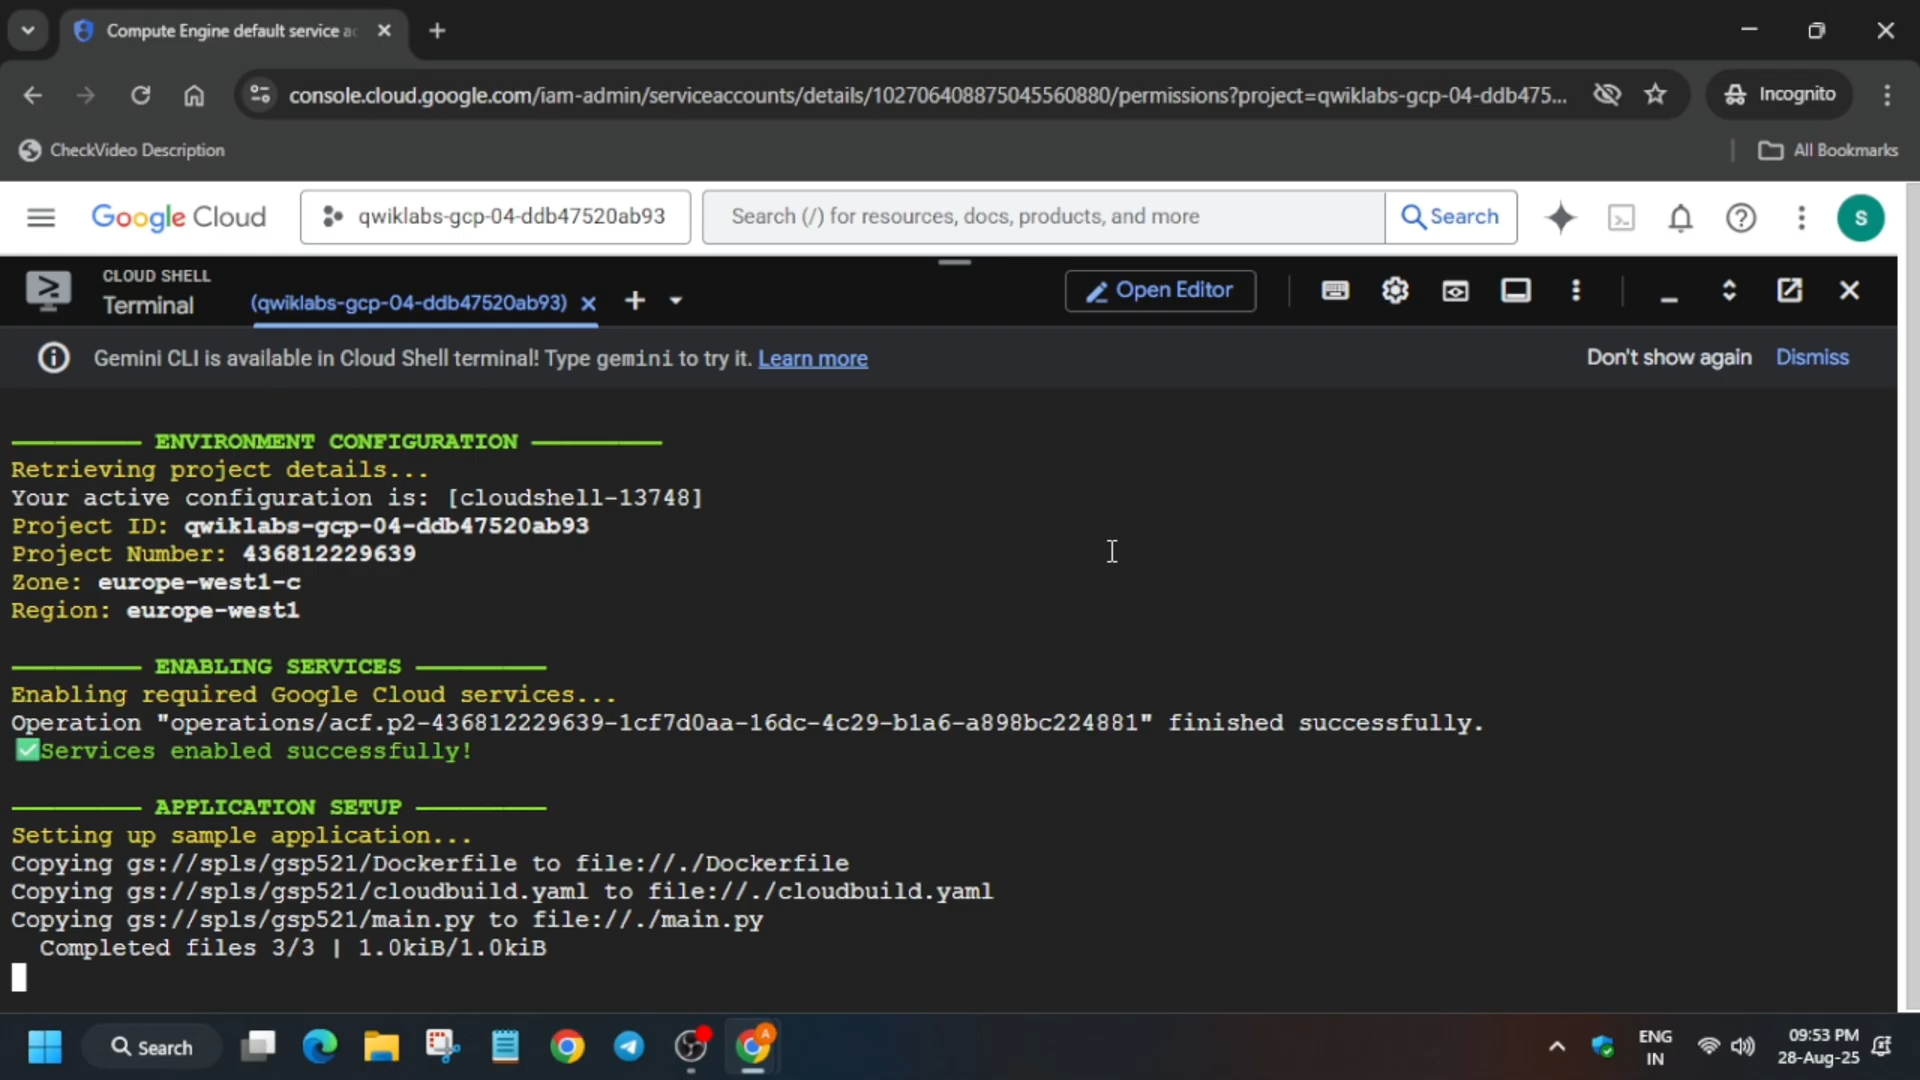 Compute Engine default service ac
console.cloud.google.com/iam-admin/serviceaccounts/details/102706408875045560880/permissions?project=qwiklabs-gcp-04-ddb475...
Incognito
CheckVideo Description
All Bookmarks
Google Cloud
qwiklabs-gcp-04-ddb47520ab93
Search (/) for resources, docs, products, and more
Search
S
CLOUD SHELL
Terminal
(qwiklabs-gcp-04-ddb47520ab93)
Open Editor
Gemini CLI is available in Cloud Shell terminal! Type gemini to try it. Learn more
Don't show again
Dismiss
───────── ENVIRONMENT CONFIGURATION ─────────
Retrieving project details...
Your active configuration is: [cloudshell-13748]
Project ID: qwiklabs-gcp-04-ddb47520ab93
Project Number: 436812229639
Zone: europe-west1-c
Region: europe-west1
───────── ENABLING SERVICES ─────────
Enabling required Google Cloud services...
Operation "operations/acf.p2-436812229639-1cf7d0aa-16dc-4c29-b1a6-a898bc224881" finished successfully.
✅Services enabled successfully!
───────── APPLICATION SETUP ─────────
Setting up sample application...
Copying gs://spls/gsp521/Dockerfile to file://./Dockerfile
Copying gs://spls/gsp521/cloudbuild.yaml to file://./cloudbuild.yaml
Copying gs://spls/gsp521/main.py to file://./main.py
Completed files 3/3 | 1.0kiB/1.0kiB
Search
A
ENG
IN
09:53 PM
28-Aug-25